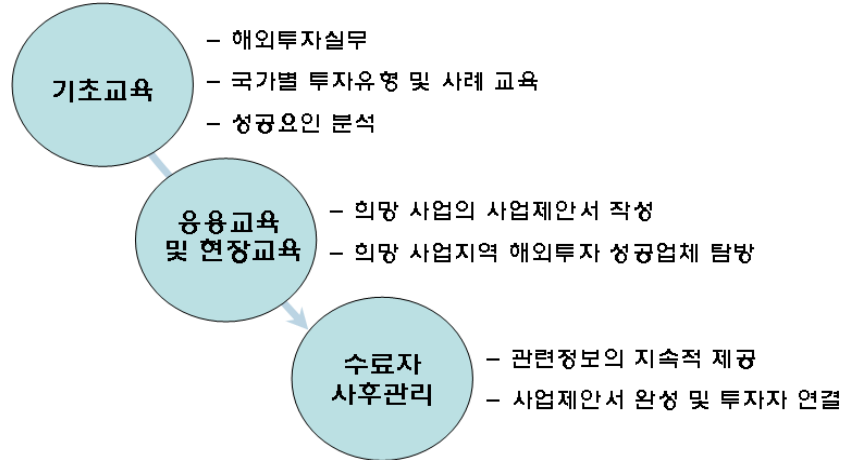 기초교육
– 해외투자실무
– 국가별 투자유형 및 사례 교육
– 성공요인 분석
응용교육
및 현장교육
– 희망 사업의 사업제안서 작성
– 희망 사업지역 해외투자 성공업체 탐방
수료자
사후관리
– 관련정보의 지속적 제공
– 사업제안서 완성 및 투자자 연결